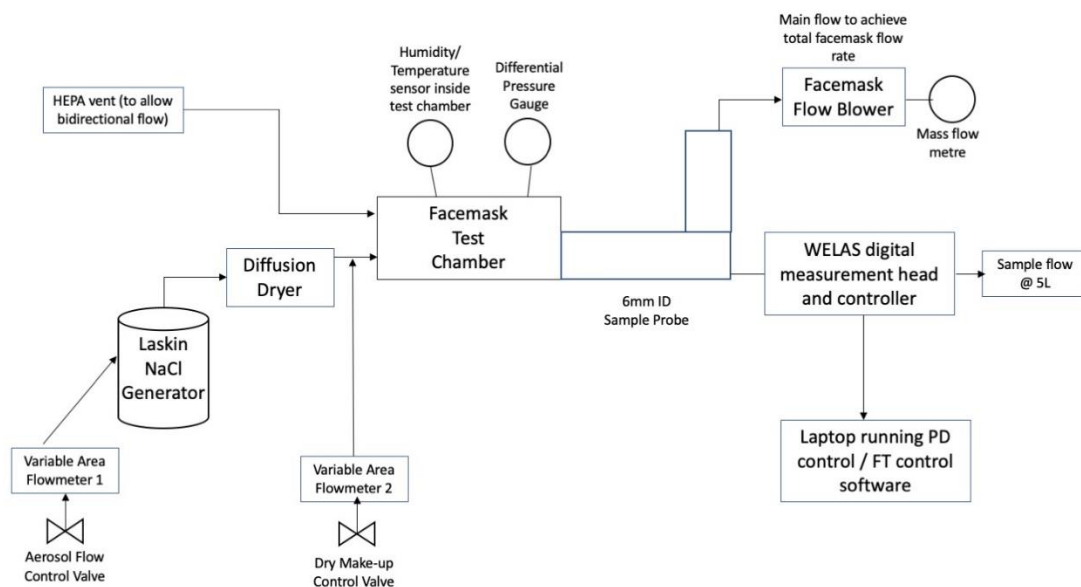 Main flow to achieve
total facemask flow
rate
Humidity/
Temperature
sensor inside
test chamber
Differential
Pressure
Gauge
HEPA vent (to allow
bidirectional flow)
Facemask
Flow Blower
Mass flow
metre
Facemask
Test
Chamber
Diffusion
Dryer
WELAS digital
measurement head
and controller
Sample flow
@ 5L
6mm ID
Sample Probe
Laskin
NaCl
Generator
Laptop running PD
control / FT control
software
Variable Area
Flowmeter 1
Variable Area
Flowmeter 2
Aerosol Flow
Control Valve
Dry Make-up
Control Valve